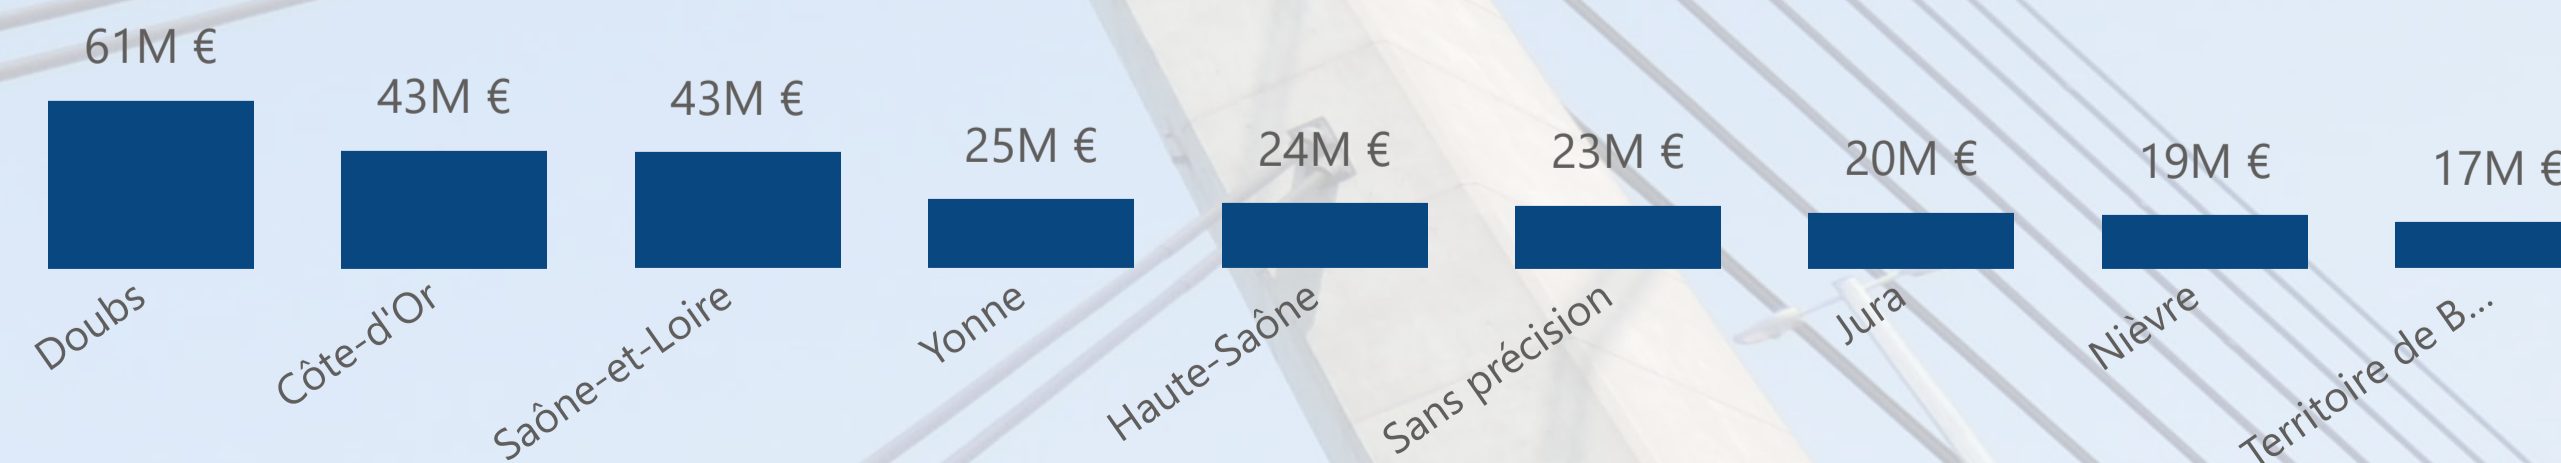 61M €
43M €
43M €
25M €
24M €
23M €
20M €
19M €
17M €
Doubs
Côte-d'Or
Saône-et-Loire
Yonne
Haute-Saône
Sans précision
Jura
Nièvre
Territoire de B...